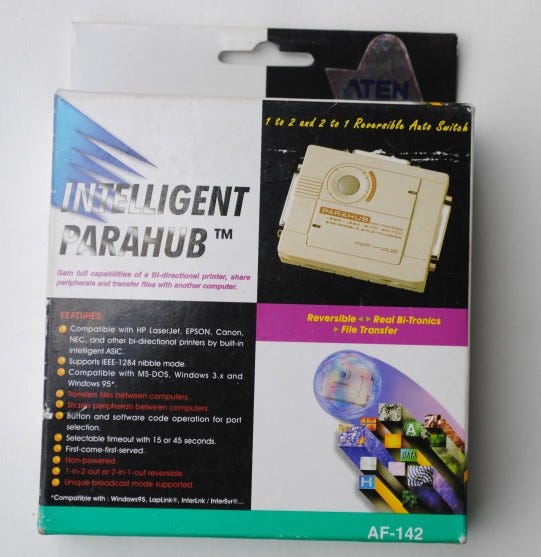 ATEN
1 to 2 and 2 to 1 Reversible Auto Switch
INTELLIGENT
PARAHUB™
PARAHUB
AF-142
Gain full capabilities of a Bi-directional printer, share
peripherals and transfer files with another computer.
Reversible ◄ ► Real Bi-Tronics
► File Transfer
FEATURES:
Compatible with HP LaserJet, EPSON, Canon,
NEC, and other bi-directional printers by built-in
intelligent ASIC.
Supports IEEE-1284 nibble mode.
Compatible with MS-DOS, Windows 3.x and
Windows 95*.
Transfers files between computers.
Shares peripherals between computers.
Button and software code operation for port
selection.
Selectable timeout with 15 or 45 seconds.
First-come-first-served.
Non-powered.
1-in-2-out or 2-in-1-out reversible.
Unique broadcast mode supported.
*Compatible with : Windows95, LapLink®, InterLnk / InterSvr®...
A
DATA
H
AF-142